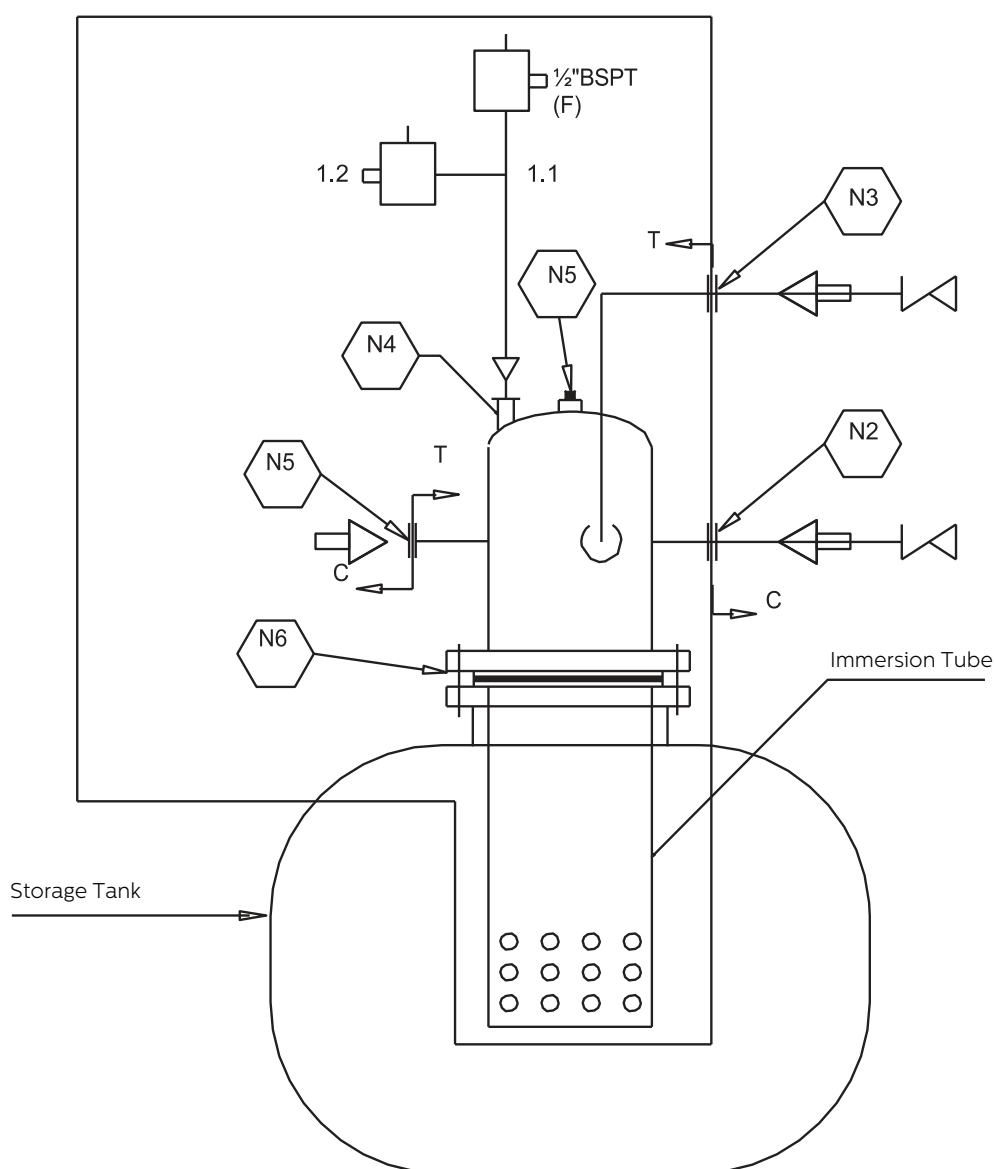 ½"BSPT
(F)
1.2
1.1
N3
T
N5
N4
N2
T
N5
C
C
N6
Immersion Tube
Storage Tank